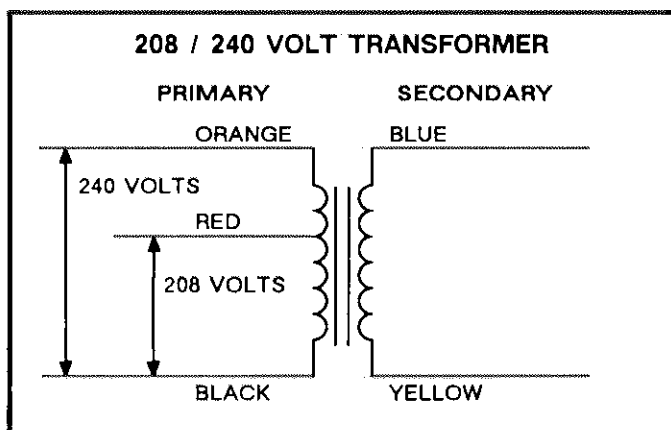 208 / 240 VOLT TRANSFORMER
PRIMARY SECONDARY
ORANGE BLUE
240 VOLTS
RED
208 VOLTS
BLACK YELLOW